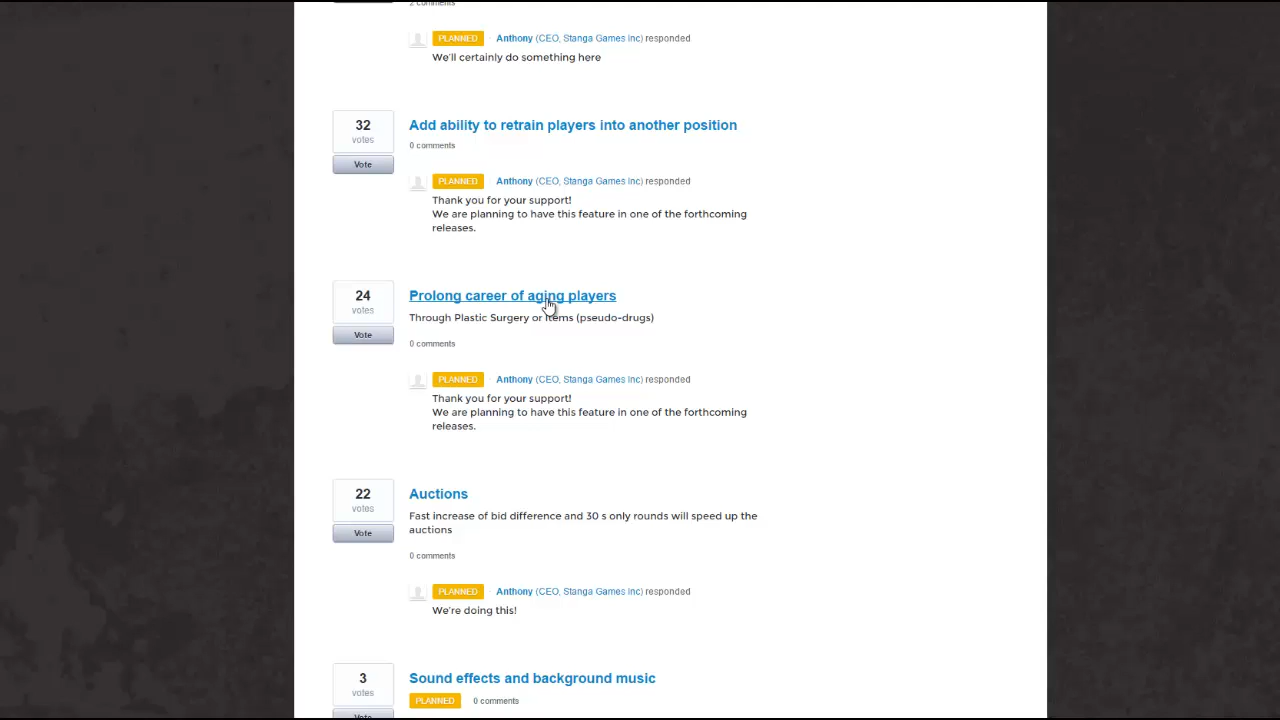 2 comments
PLANNED · Anthony (CEO, Stanga Games Inc) responded
We'll certainly do something here
32
votes
Vote
Add ability to retrain players into another position
0 comments
PLANNED · Anthony (CEO, Stanga Games Inc) responded
Thank you for your support!
We are planning to have this feature in one of the forthcoming
releases.
24
votes
Vote
Prolong career of aging players
Through Plastic Surgery or items (pseudo-drugs)
0 comments
PLANNED · Anthony (CEO, Stanga Games Inc) responded
Thank you for your support!
We are planning to have this feature in one of the forthcoming
releases.
22
votes
Vote
Auctions
Fast increase of bid difference and 30 s only rounds will speed up the
auctions
0 comments
PLANNED · Anthony (CEO, Stanga Games Inc) responded
We're doing this!
3
votes
Vote
Sound effects and background music
PLANNED 0 comments